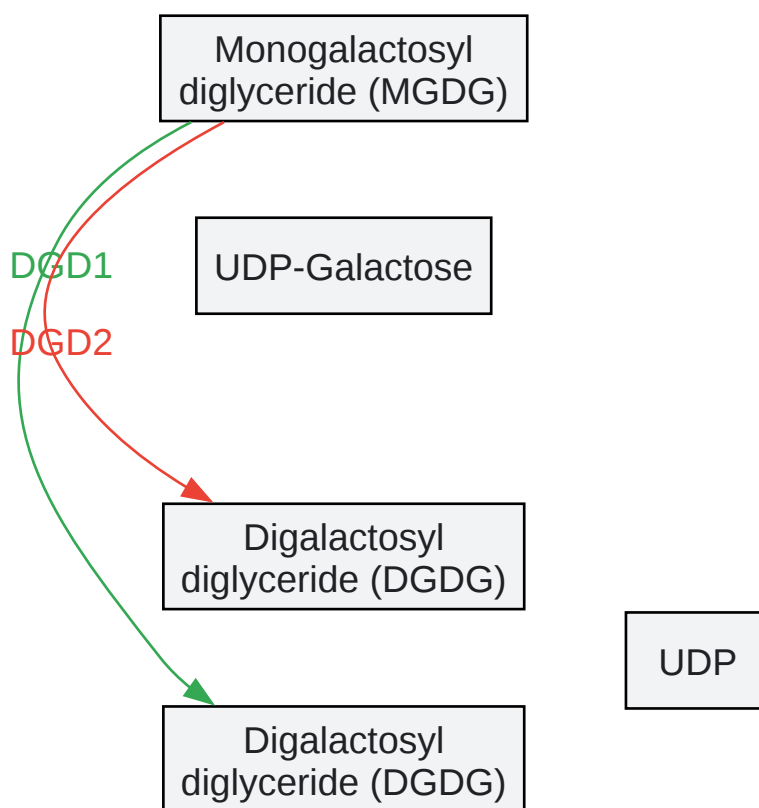 Monogalactosyl
diglyceride (MGDG)
UDP-Galactose
DGD1
DGD2
Digalactosyl
diglyceride (DGDG)
UDP
Digalactosyl
diglyceride (DGDG)